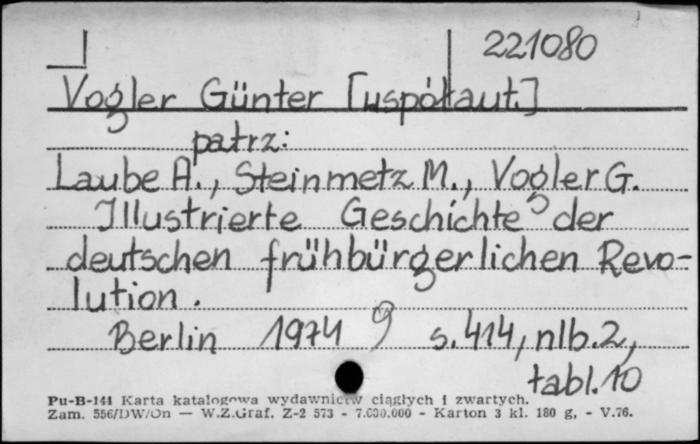 221080
Vogler Günter [uspółaut.]
patrz:
Laube A., Steinmetz M., Vogler G.
Illustrierte Geschichte der
deutschen frühbürgerlichen Revo-
lution.
Berlin 1974 s. 414, nlb. 2,
tabl. 10
Pu-B-144 Karta katalogowa wydawnictw ciągłych i zwartych.
Zam. 556/DW/On — W.Z.Graf. Z-2 573 - 7.000.000 - Karton 3 kl. 180 g, - V.76.